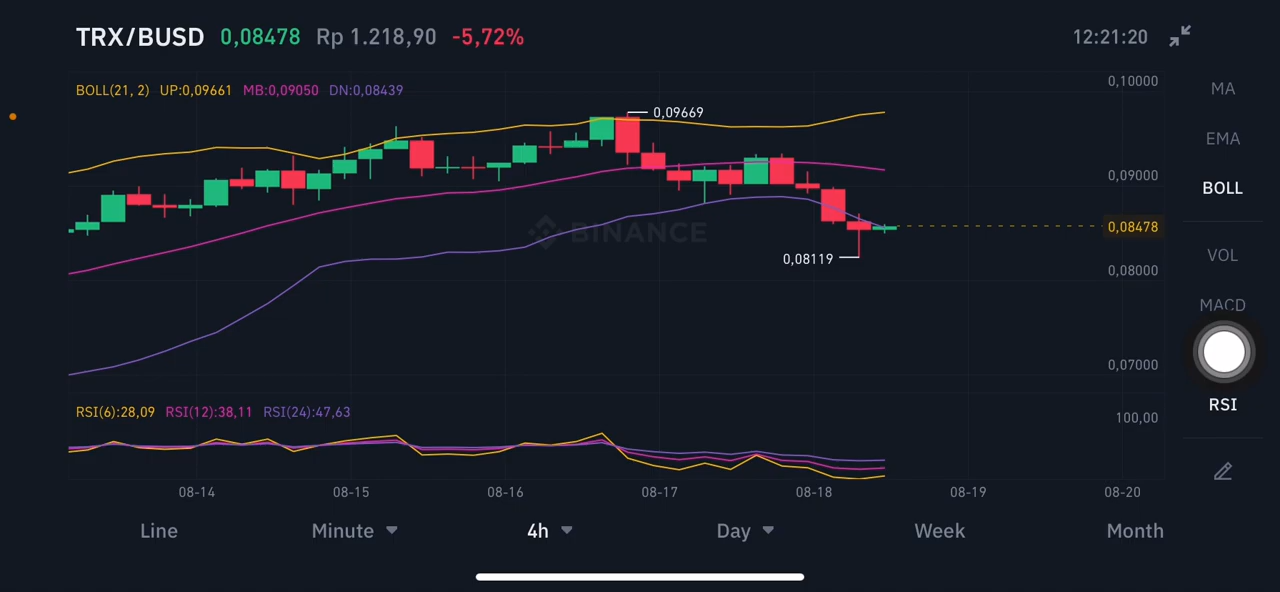 TRX/BUSD 0,08478 Rp 1.218,90 -5,72% 12:21:20
BOLL(21, 2) UP:0,09661 MB:0,09050 DN:0,08439
0,10000
MA
0,09669
EMA
0,09000
BOLL
0,08478
BINANCE
VOL
0,08119
0,08000
MACD
0,07000
RSI
RSI(6):28,09 RSI(12):38,11 RSI(24):47,63
100,00
08-14 08-15 08-16 08-17 08-18 08-19 08-20
Line Minute 4h Day Week Month